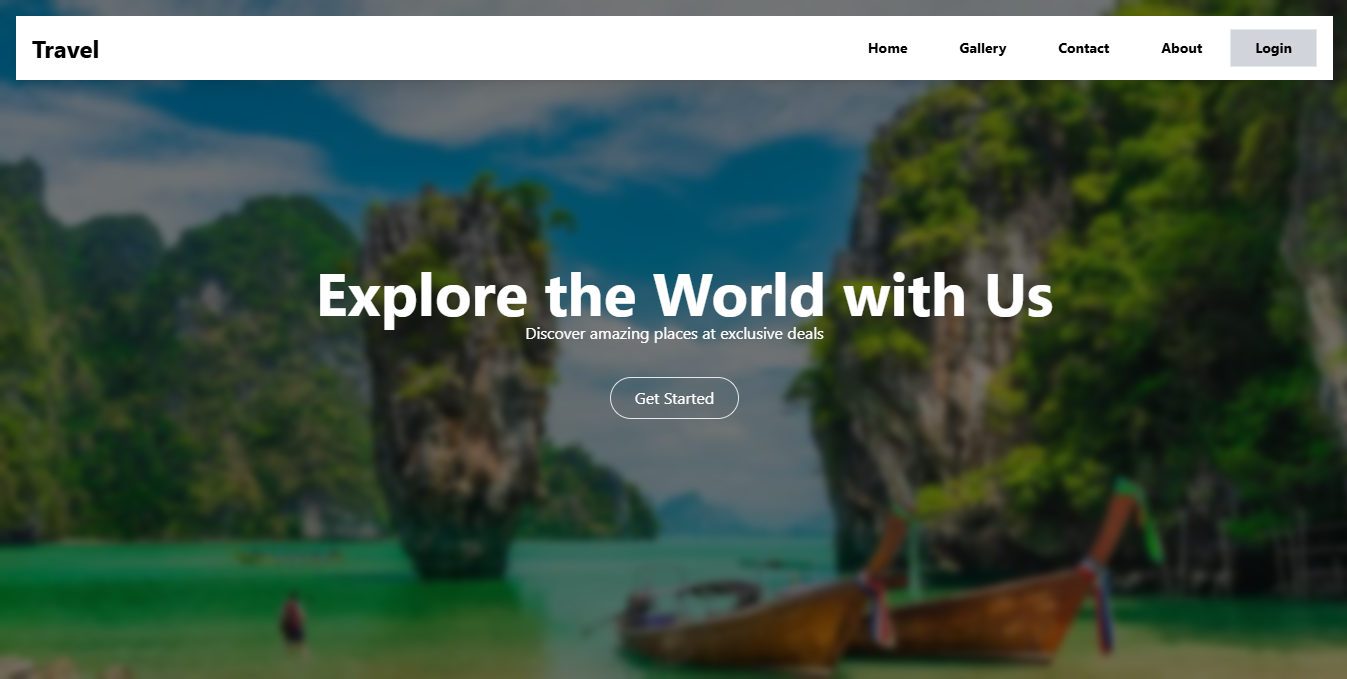 Travel
Home Gallery Contact About Login
Explore the World with Us
Discover amazing places at exclusive deals
Get Started